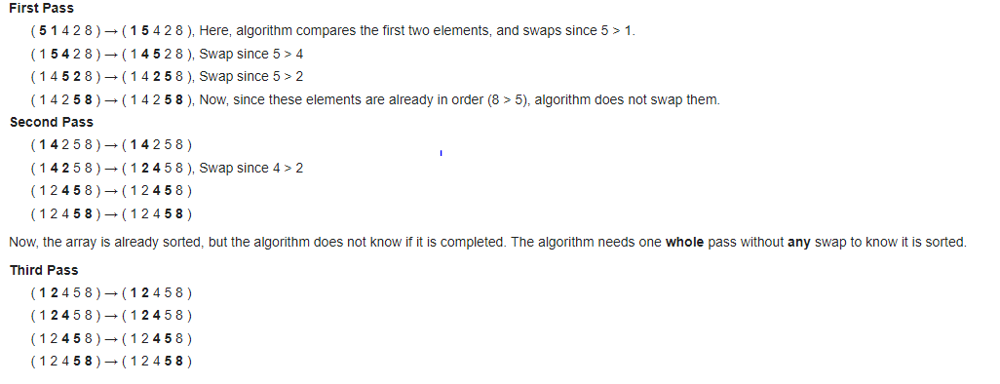 First Pass
( 5 1 4 2 8 ) → ( 1 5 4 2 8 ), Here, algorithm compares the first two elements, and swaps since 5 > 1.
( 1 5 4 2 8 ) → ( 1 4 5 2 8 ), Swap since 5 > 4
( 1 4 5 2 8 ) → ( 1 4 2 5 8 ), Swap since 5 > 2
( 1 4 2 5 8 ) → ( 1 4 2 5 8 ), Now, since these elements are already in order (8 > 5), algorithm does not swap them.
Second Pass
( 1 4 2 5 8 ) → ( 1 4 2 5 8 )
( 1 4 2 5 8 ) → ( 1 2 4 5 8 ), Swap since 4 > 2
( 1 2 4 5 8 ) → ( 1 2 4 5 8 )
( 1 2 4 5 8 ) → ( 1 2 4 5 8 )
Now, the array is already sorted, but the algorithm does not know if it is completed. The algorithm needs one whole pass without any swap to know it is sorted.
Third Pass
( 1 2 4 5 8 ) → ( 1 2 4 5 8 )
( 1 2 4 5 8 ) → ( 1 2 4 5 8 )
( 1 2 4 5 8 ) → ( 1 2 4 5 8 )
( 1 2 4 5 8 ) → ( 1 2 4 5 8 )